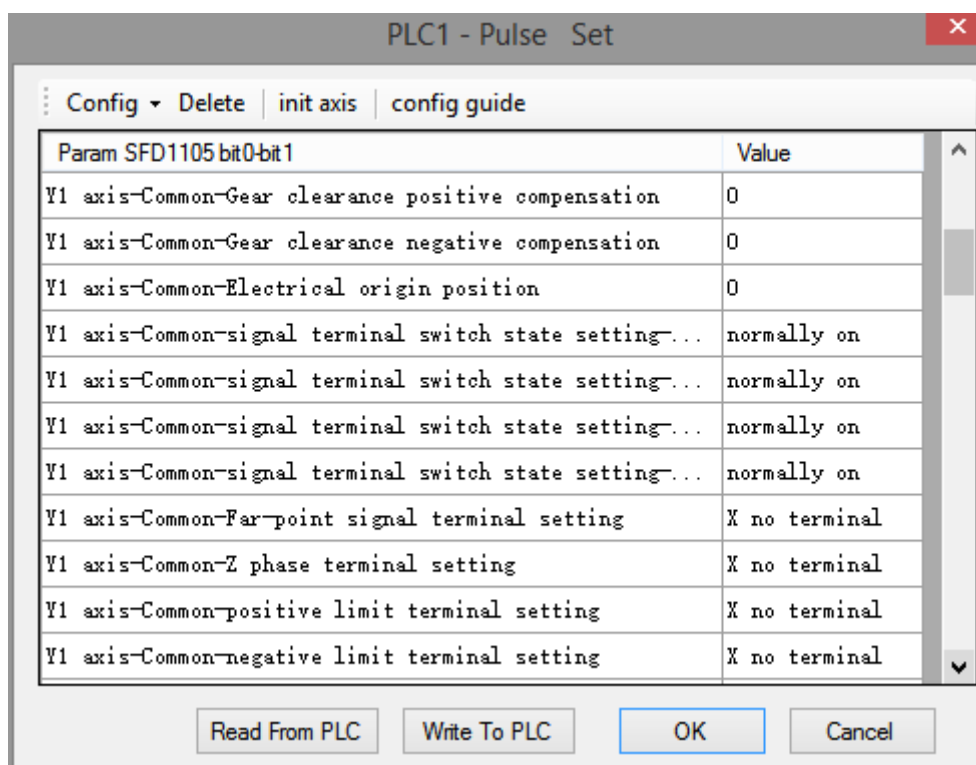 PLC1 - Pulse Set
Config Delete init axis config guide
Param SFD1105 bit0-bit1 Value
Y1 axis-Common-Gear clearance positive compensation 0
Y1 axis-Common-Gear clearance negative compensation 0
Y1 axis-Common-Electrical origin position 0
Y1 axis-Common-signal terminal switch state setting-... normally on
Y1 axis-Common-signal terminal switch state setting-... normally on
Y1 axis-Common-signal terminal switch state setting-... normally on
Y1 axis-Common-signal terminal switch state setting-... normally on
Y1 axis-Common-Far-point signal terminal setting X no terminal
Y1 axis-Common-Z phase terminal setting X no terminal
Y1 axis-Common-positive limit terminal setting X no terminal
Y1 axis-Common-negative limit terminal setting X no terminal
Read From PLC Write To PLC OK Cancel